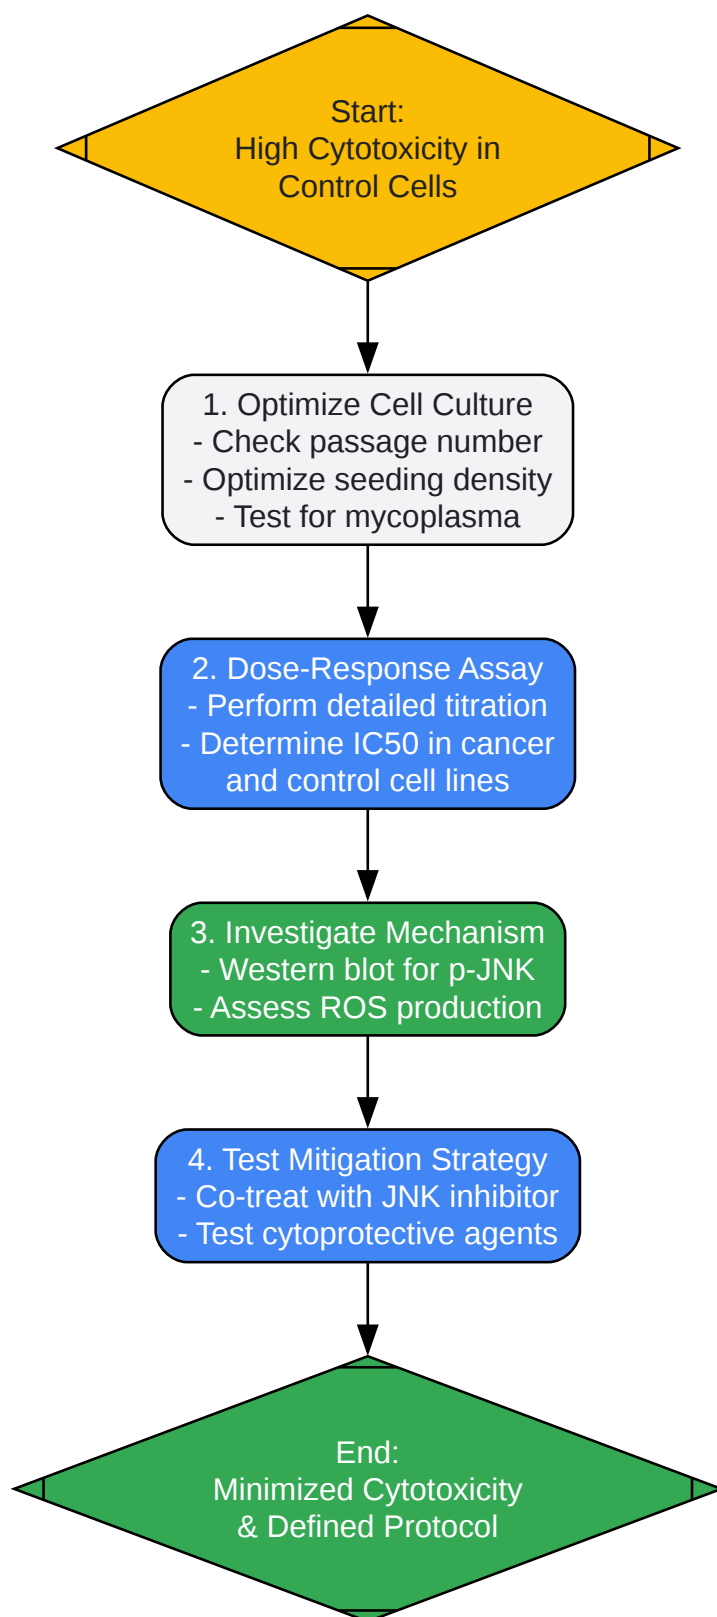 Start:
High Cytotoxicity in
Control Cells
1. Optimize Cell Culture
- Check passage number
- Optimize seeding density
- Test for mycoplasma
2. Dose-Response Assay
- Perform detailed titration
- Determine IC50 in cancer
and control cell lines
3. Investigate Mechanism
- Western blot for p-JNK
- Assess ROS production
4. Test Mitigation Strategy
- Co-treat with JNK inhibitor
- Test cytoprotective agents
End:
Minimized Cytotoxicity
& Defined Protocol